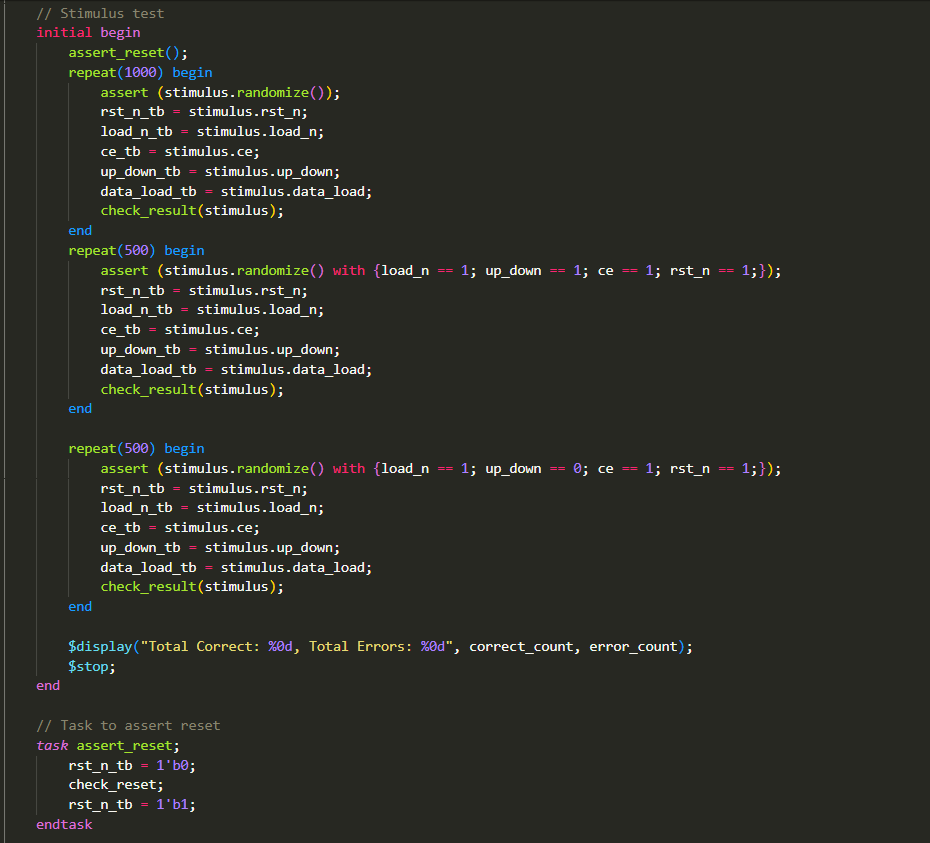 // Stimulus test
initial begin
assert_reset();
repeat(1000) begin
assert (stimulus.randomize());
rst_n_tb = stimulus.rst_n;
load_n_tb = stimulus.load_n;
ce_tb = stimulus.ce;
up_down_tb = stimulus.up_down;
data_load_tb = stimulus.data_load;
check_result(stimulus);
end
repeat(500) begin
assert (stimulus.randomize() with {load_n == 1; up_down == 1; ce == 1; rst_n == 1;});
rst_n_tb = stimulus.rst_n;
load_n_tb = stimulus.load_n;
ce_tb = stimulus.ce;
up_down_tb = stimulus.up_down;
data_load_tb = stimulus.data_load;
check_result(stimulus);
end
repeat(500) begin
assert (stimulus.randomize() with {load_n == 1; up_down == 0; ce == 1; rst_n == 1;});
rst_n_tb = stimulus.rst_n;
load_n_tb = stimulus.load_n;
ce_tb = stimulus.ce;
up_down_tb = stimulus.up_down;
data_load_tb = stimulus.data_load;
check_result(stimulus);
end
$display("Total Correct: %0d, Total Errors: %0d", correct_count, error_count);
$stop;
end
// Task to assert reset
task assert_reset;
rst_n_tb = 1'b0;
check_reset;
rst_n_tb = 1'b1;
endtask